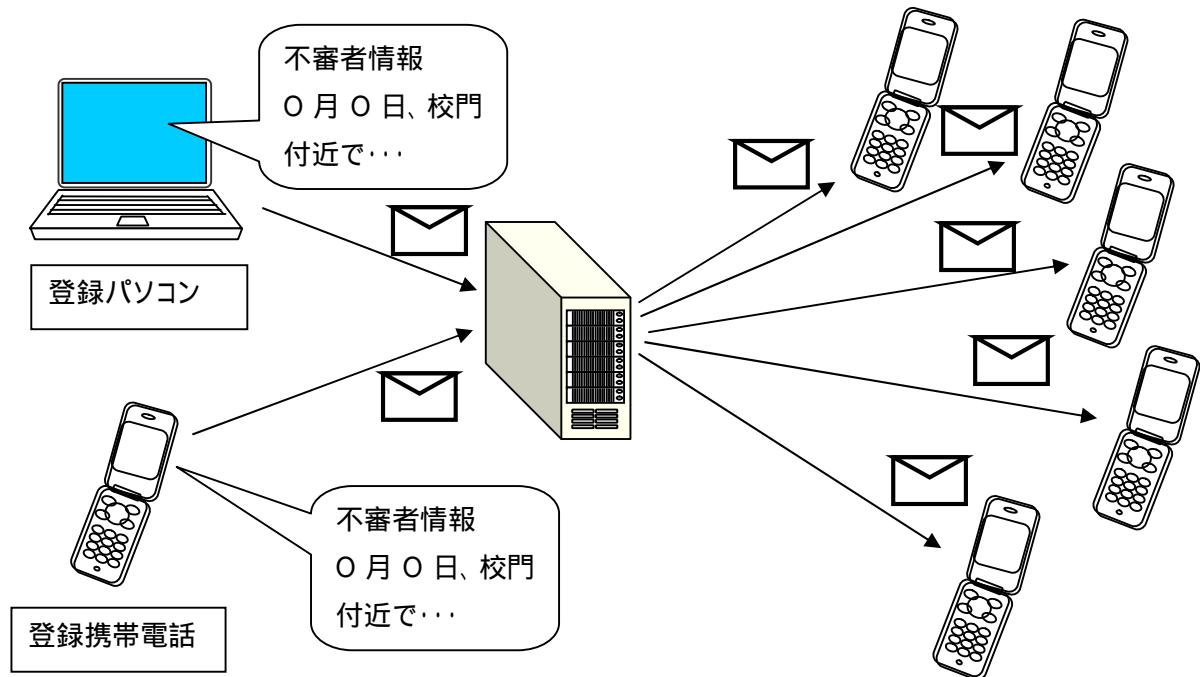 不審者情報
○月○日、校門
付近で･･･
登録パソコン
不審者情報
○月○日、校門
付近で･･･
登録携帯電話